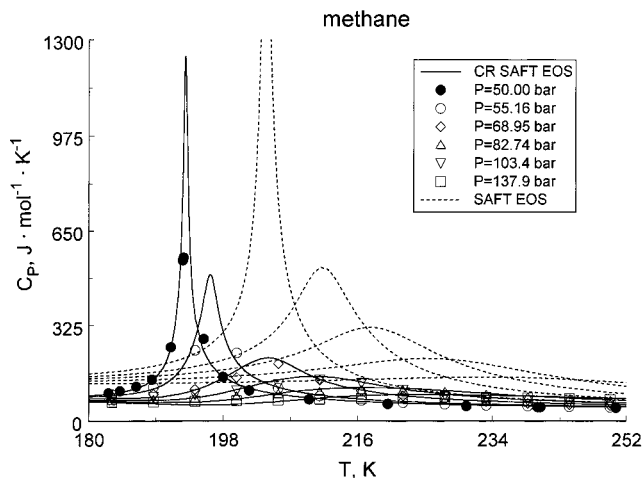 methane
1300
975
650
325
0
C_P, J · mol⁻¹ · K⁻¹
CR SAFT EOS
P=50.00 bar
P=55.16 bar
P=68.95 bar
P=82.74 bar
P=103.4 bar
P=137.9 bar
SAFT EOS
180 198 216 234 252
T, K